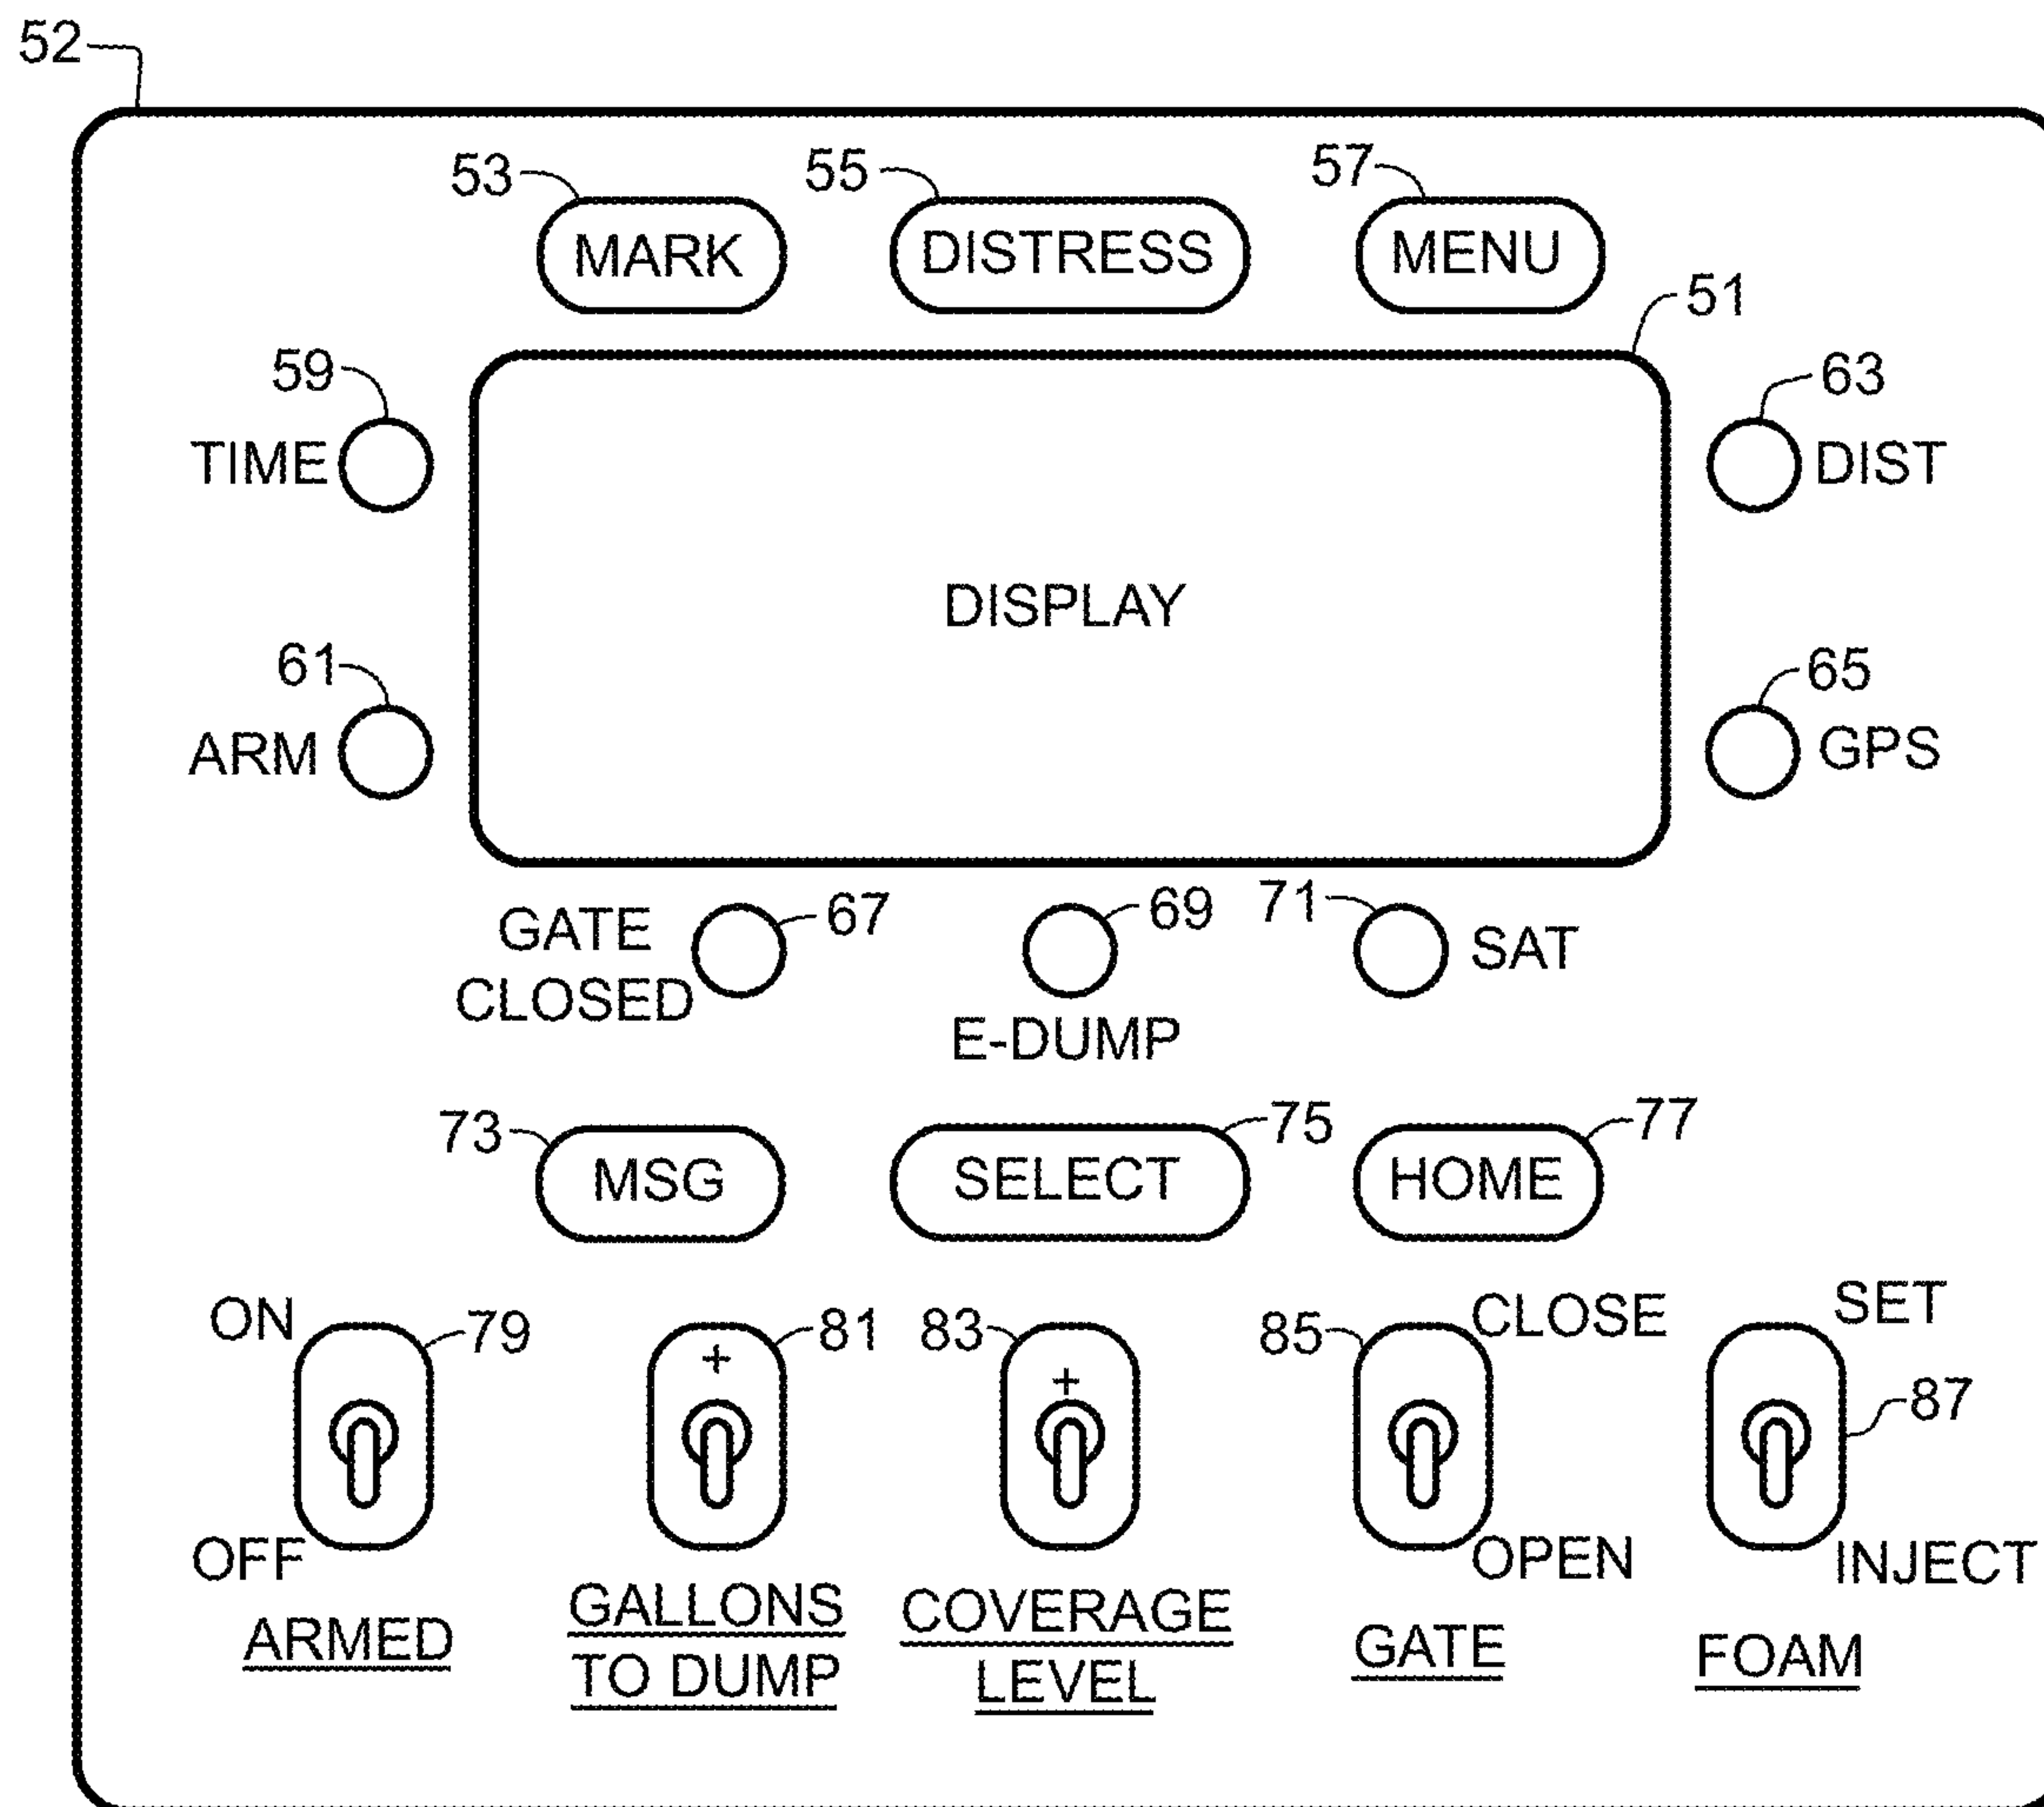 52
53 55 57
MARK DISTRESS MENU
51
59 63
TIME DIST
DISPLAY
61 65
ARM GPS
GATE
CLOSED
67 69 71
SAT
E-DUMP
73 75 77
MSG SELECT HOME
ON 79 + 81 83 + 85 CLOSE SET
87
OFF OPEN INJECT
ARMED
GALLONS
TO DUMP
COVERAGE
LEVEL
GATE
FOAM